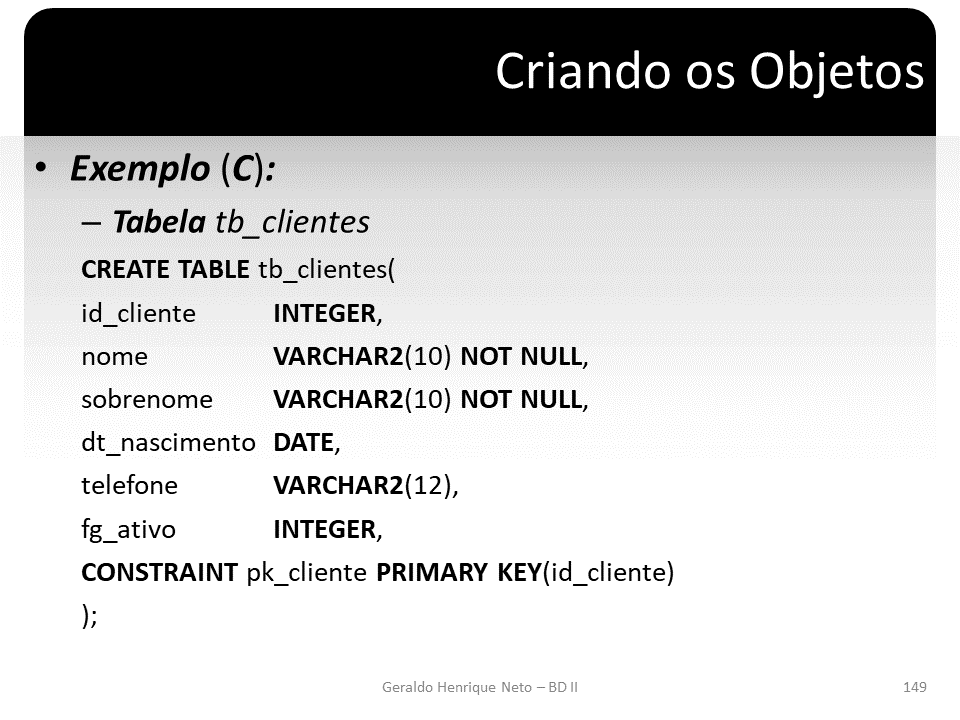 Criando os Objetos
• Exemplo (C):
– Tabela tb_clientes
CREATE TABLE tb_clientes(
id_cliente INTEGER,
nome VARCHAR2(10) NOT NULL,
sobrenome VARCHAR2(10) NOT NULL,
dt_nascimento DATE,
telefone VARCHAR2(12),
fg_ativo INTEGER,
CONSTRAINT pk_cliente PRIMARY KEY(id_cliente)
);
Geraldo Henrique Neto – BD II 149